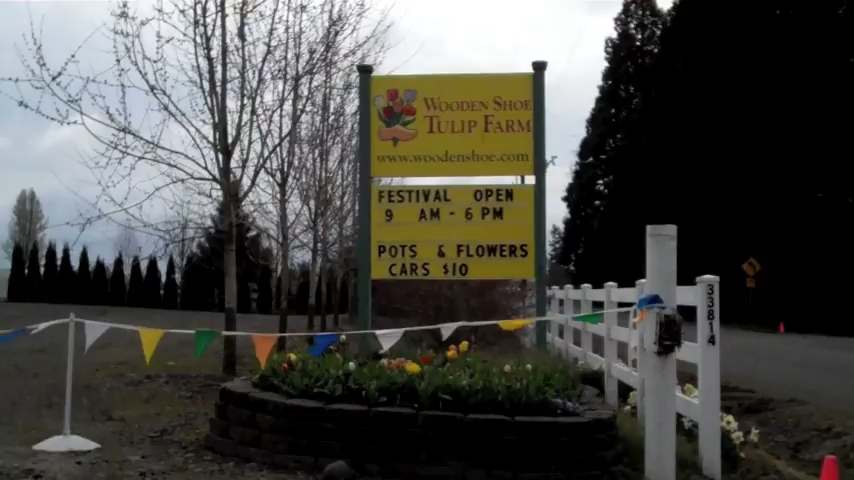 Wooden Shoe
Tulip Farm
www.woodenshoe.com
FESTIVAL OPEN
9 AM - 6 PM
POTS & FLOWERS
CARS $10
33814